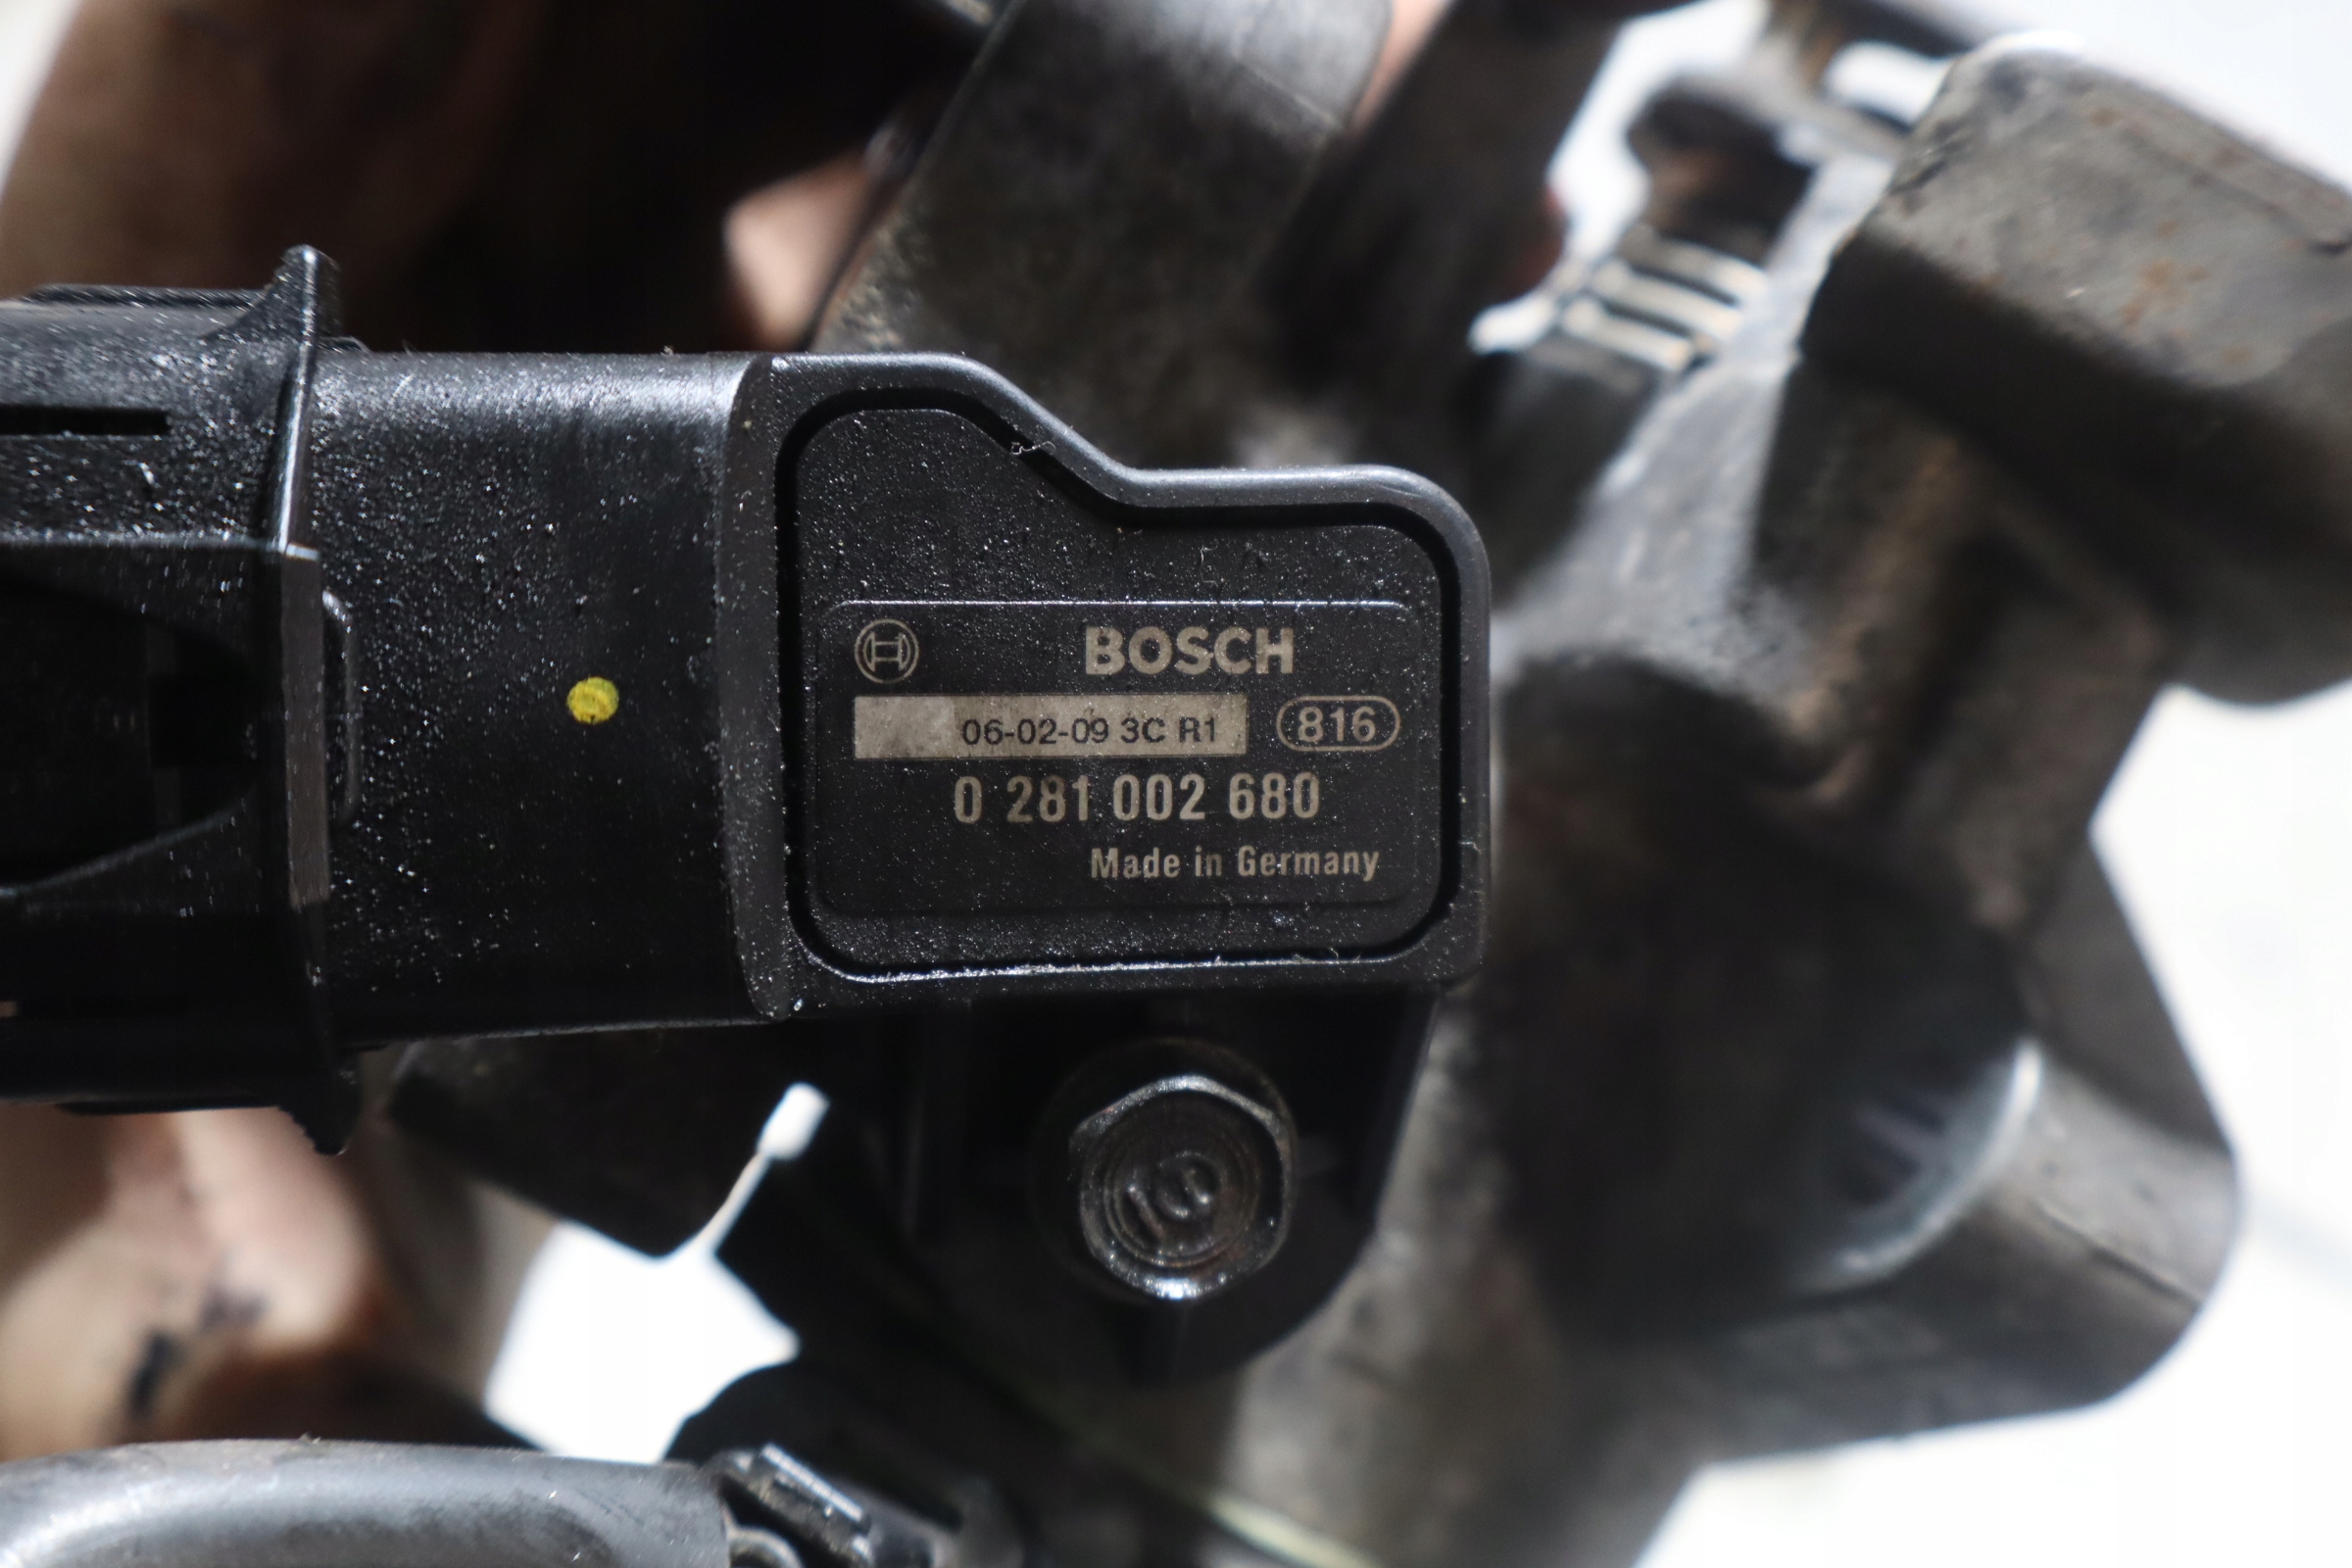 BOSCH
06-02-09 3C R1 816
0 281 002 680
Made in Germany